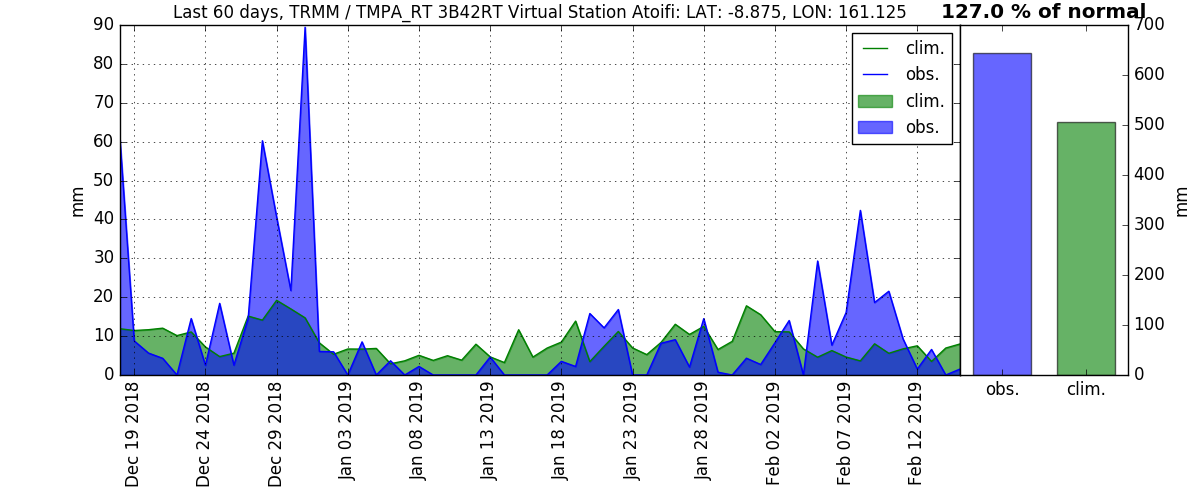 Last 60 days, TRMM / TMPA_RT 3B42RT Virtual Station Atoifi: LAT: -8.875, LON: 161.125
127.0 % of normal
90
80
70
60
50
40
30
20
10
0
mm
clim.
obs.
clim.
obs.
Dec 19 2018
Dec 24 2018
Dec 29 2018
Jan 03 2019
Jan 08 2019
Jan 13 2019
Jan 18 2019
Jan 23 2019
Jan 28 2019
Feb 02 2019
Feb 07 2019
Feb 12 2019
700
600
500
400
300
200
100
0
mm
obs.
clim.